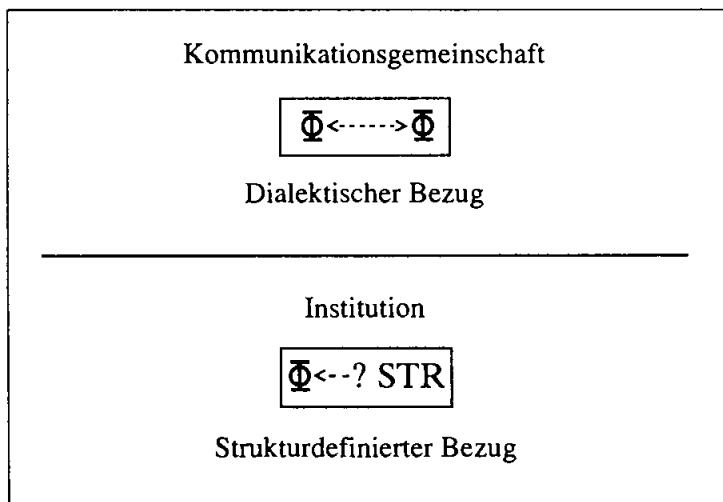 Kommunikationsgemeinschaft
Φ<------>Φ
Dialektischer Bezug
Institution
Φ<--? STR
Strukturdefinierter Bezug